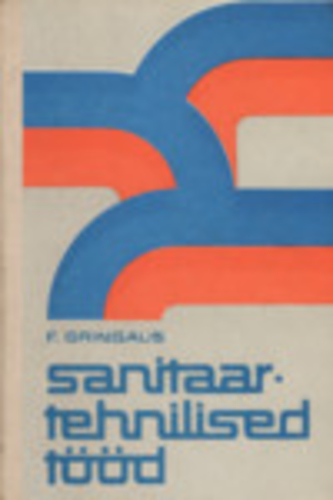 F. GRINGAUS
sanitaar-
tehnilised
tööd